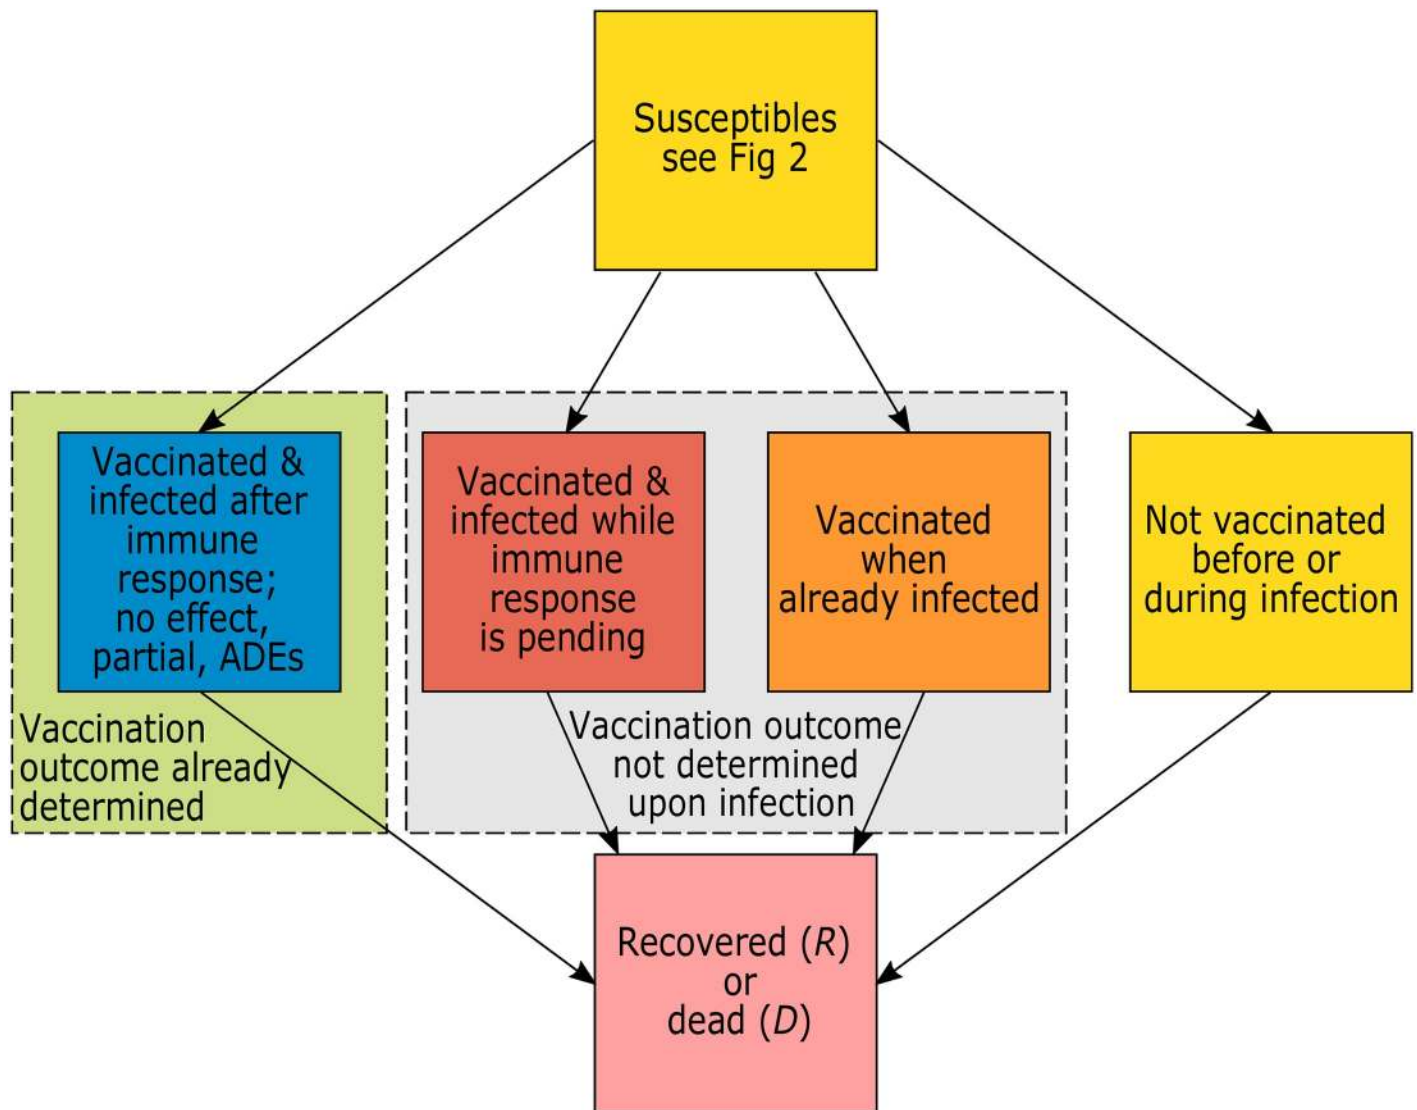 Susceptibles
see Fig 2
Vaccinated &
infected after
immune
response;
no effect,
partial, ADEs
Vaccination
outcome already
determined
Vaccinated &
infected while
immune
response
is pending
Vaccinated
when
already infected
Vaccination outcome
not determined
upon infection
Not vaccinated
before or
during infection
Recovered (R)
or
dead (D)